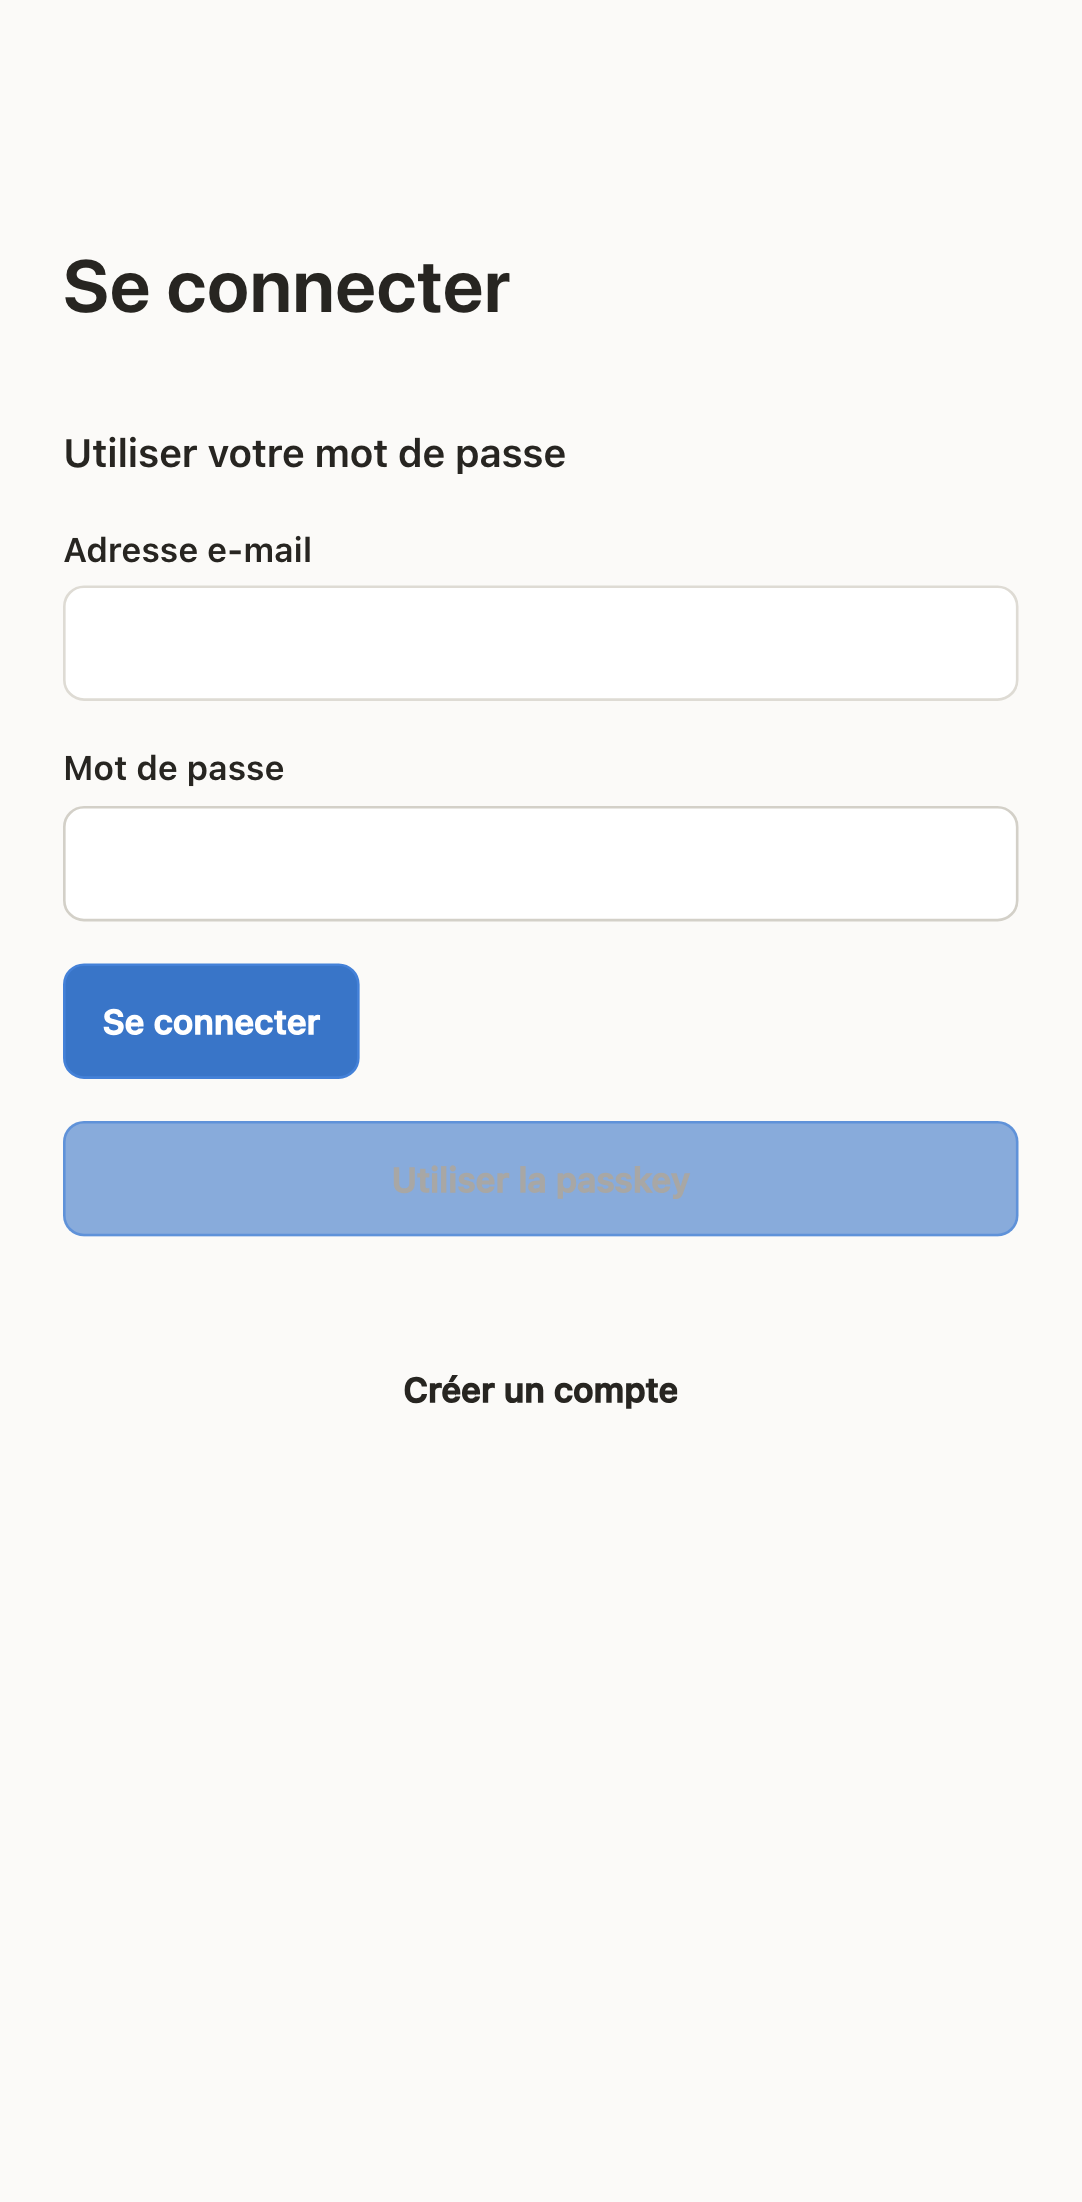 Se connecter
Utiliser votre mot de passe
Adresse e-mail
Mot de passe
Se connecter
Utiliser la passkey
Créer un compte